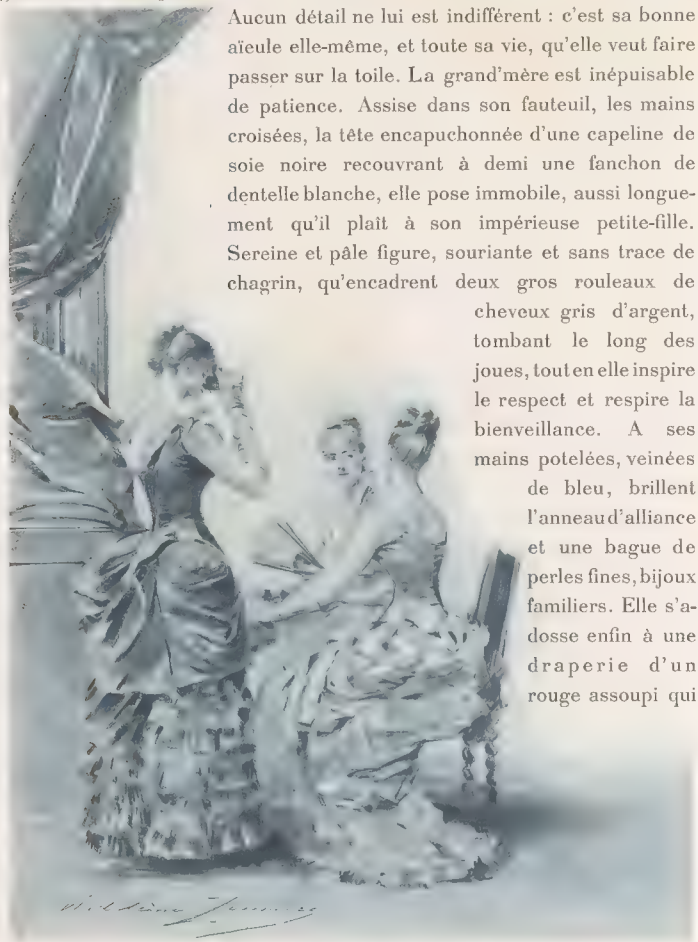 Aucun détail ne lui est indifférent : c'est sa bonne
aïeule elle-même, et toute sa vie, qu'elle veut faire
passer sur la toile. La grand'mère est inépuisable
de patience. Assise dans son fauteuil, les mains
croisées, la tête encapuchonnée d'une capeline de
soie noire recouvrant à demi une fanchon de
dentelle blanche, elle pose immobile, aussi longue-
ment qu'il plaît à son impérieuse petite-fille.
Sereine et pâle figure, souriante et sans trace de
chagrin, qu'encadrent deux gros rouleaux de
cheveux gris d'argent,
tombant le long des
joues, tout en elle inspire
le respect et respire la
bienveillance. A ses
mains potelées, veinées
de bleu, brillent
l'anneau d'alliance
et une bague de
perles fines, bijoux
familiers. Elle s'a-
dosse enfin à une
draperie d'un
rouge assoupi qui